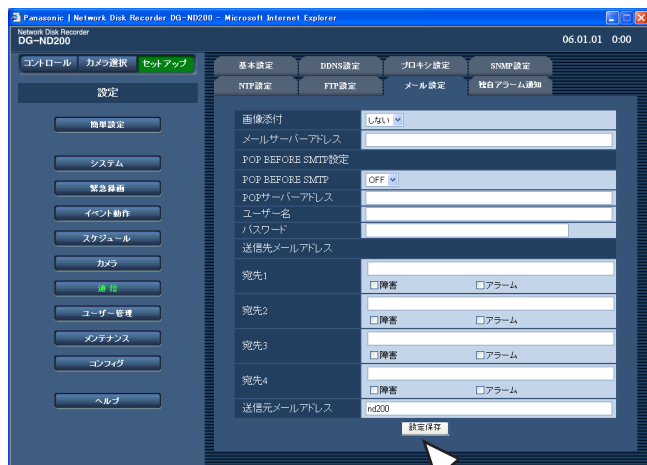 Panasonic | Network Disk Recorder DG-ND200 - Microsoft Internet Explorer
Network Disk Recorder
DG-ND200
06.01.01 0:00
コントロール カメラ選択 セットアップ
設定
簡単設定
システム
緊急録画
イベント動作
スケジュール
カメラ
通信
ユーザー管理
メンテナンス
コンフィグ
ヘルプ
基本設定 DDNS設定 プロキシ設定 SNMP設定
NTP設定 FTP設定 メール設定 独自アラーム通知
画像添付 しない
メールサーバーアドレス
POP BEFORE SMTP設定
POP BEFORE SMTP OFF
POPサーバーアドレス
ユーザー名
パスワード
送信先メールアドレス
宛先1
障害 アラーム
宛先2
障害 アラーム
宛先3
障害 アラーム
宛先4
障害 アラーム
送信元メールアドレス nd200
設定保存